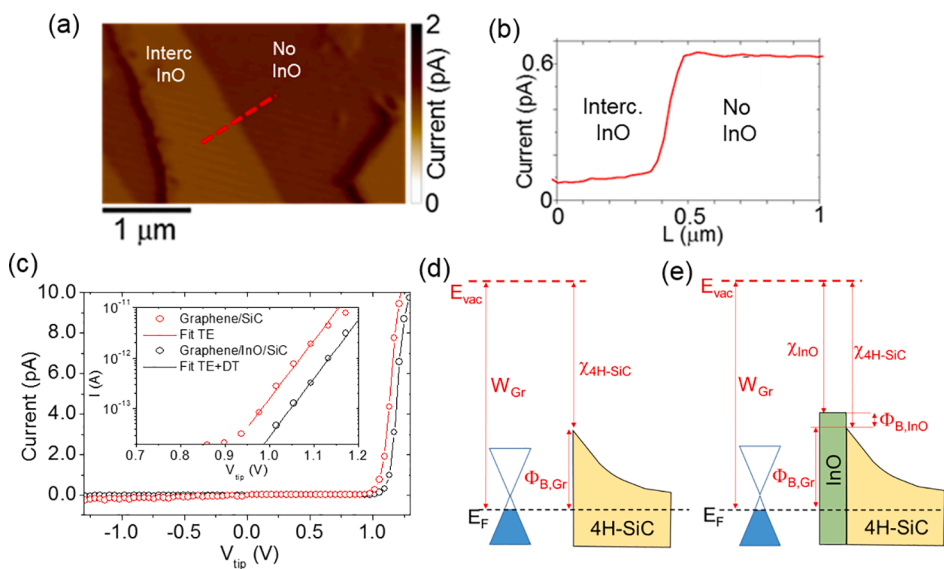 (a)
Interc
InO
No
InO
2
Current (pA)
0
1 μm
(b)
Current (pA)
0.6
0
Interc.
InO
No
InO
0
0.5
1
L (μm)
(c)
Current (pA)
10.0
8.0
6.0
4.0
2.0
0.0
-1.0
-0.5
0.0
0.5
1.0
V_tip (V)
I (A)
10⁻¹¹
10⁻¹²
10⁻¹³
Graphene/SiC
Fit TE
Graphene/InO/SiC
Fit TE+DT
0.7
0.8
0.9
1.0
1.1
1.2
V_tip (V)
(d)
E_vac
W_Gr
χ_4H-SiC
Φ_B,Gr
E_F
4H-SiC
(e)
E_vac
W_Gr
χ_InO
χ_4H-SiC
Φ_B,InO
Φ_B,Gr
InO
E_F
4H-SiC